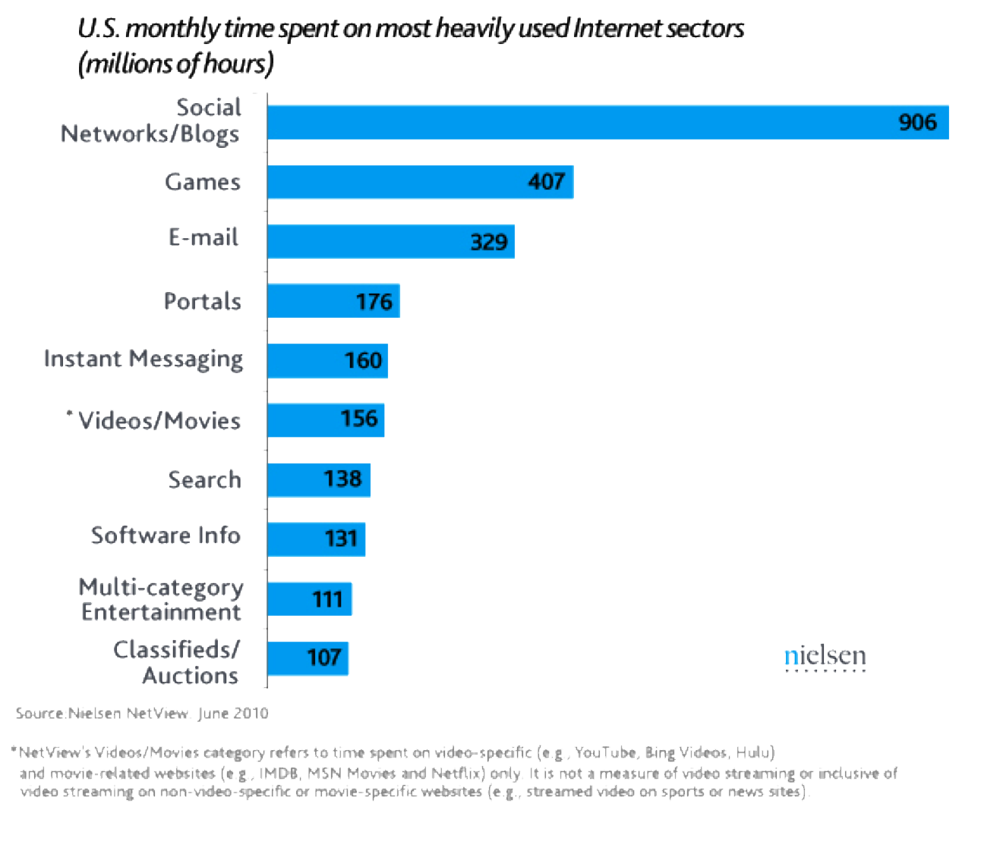 U.S. monthly time spent on most heavily used Internet sectors
(millions of hours)
Social
Networks/Blogs
906
Games
407
E-mail
329
Portals
176
Instant Messaging
160
* Videos/Movies
156
Search
138
Software Info
131
Multi-category
Entertainment
111
Classifieds/
Auctions
107
nielsen
Source.Nielsen NetView. June 2010
*NetView's Videos/Movies category refers to time spent on video-specific (e.g., YouTube, Bing Videos, Hulu)
and movie-related websites (e.g., IMDB, MSN Movies and Netflix) only. It is not a measure of video streaming or inclusive of
video streaming on non-video-specific or movie-specific websites (e.g., streamed video on sports or news sites).